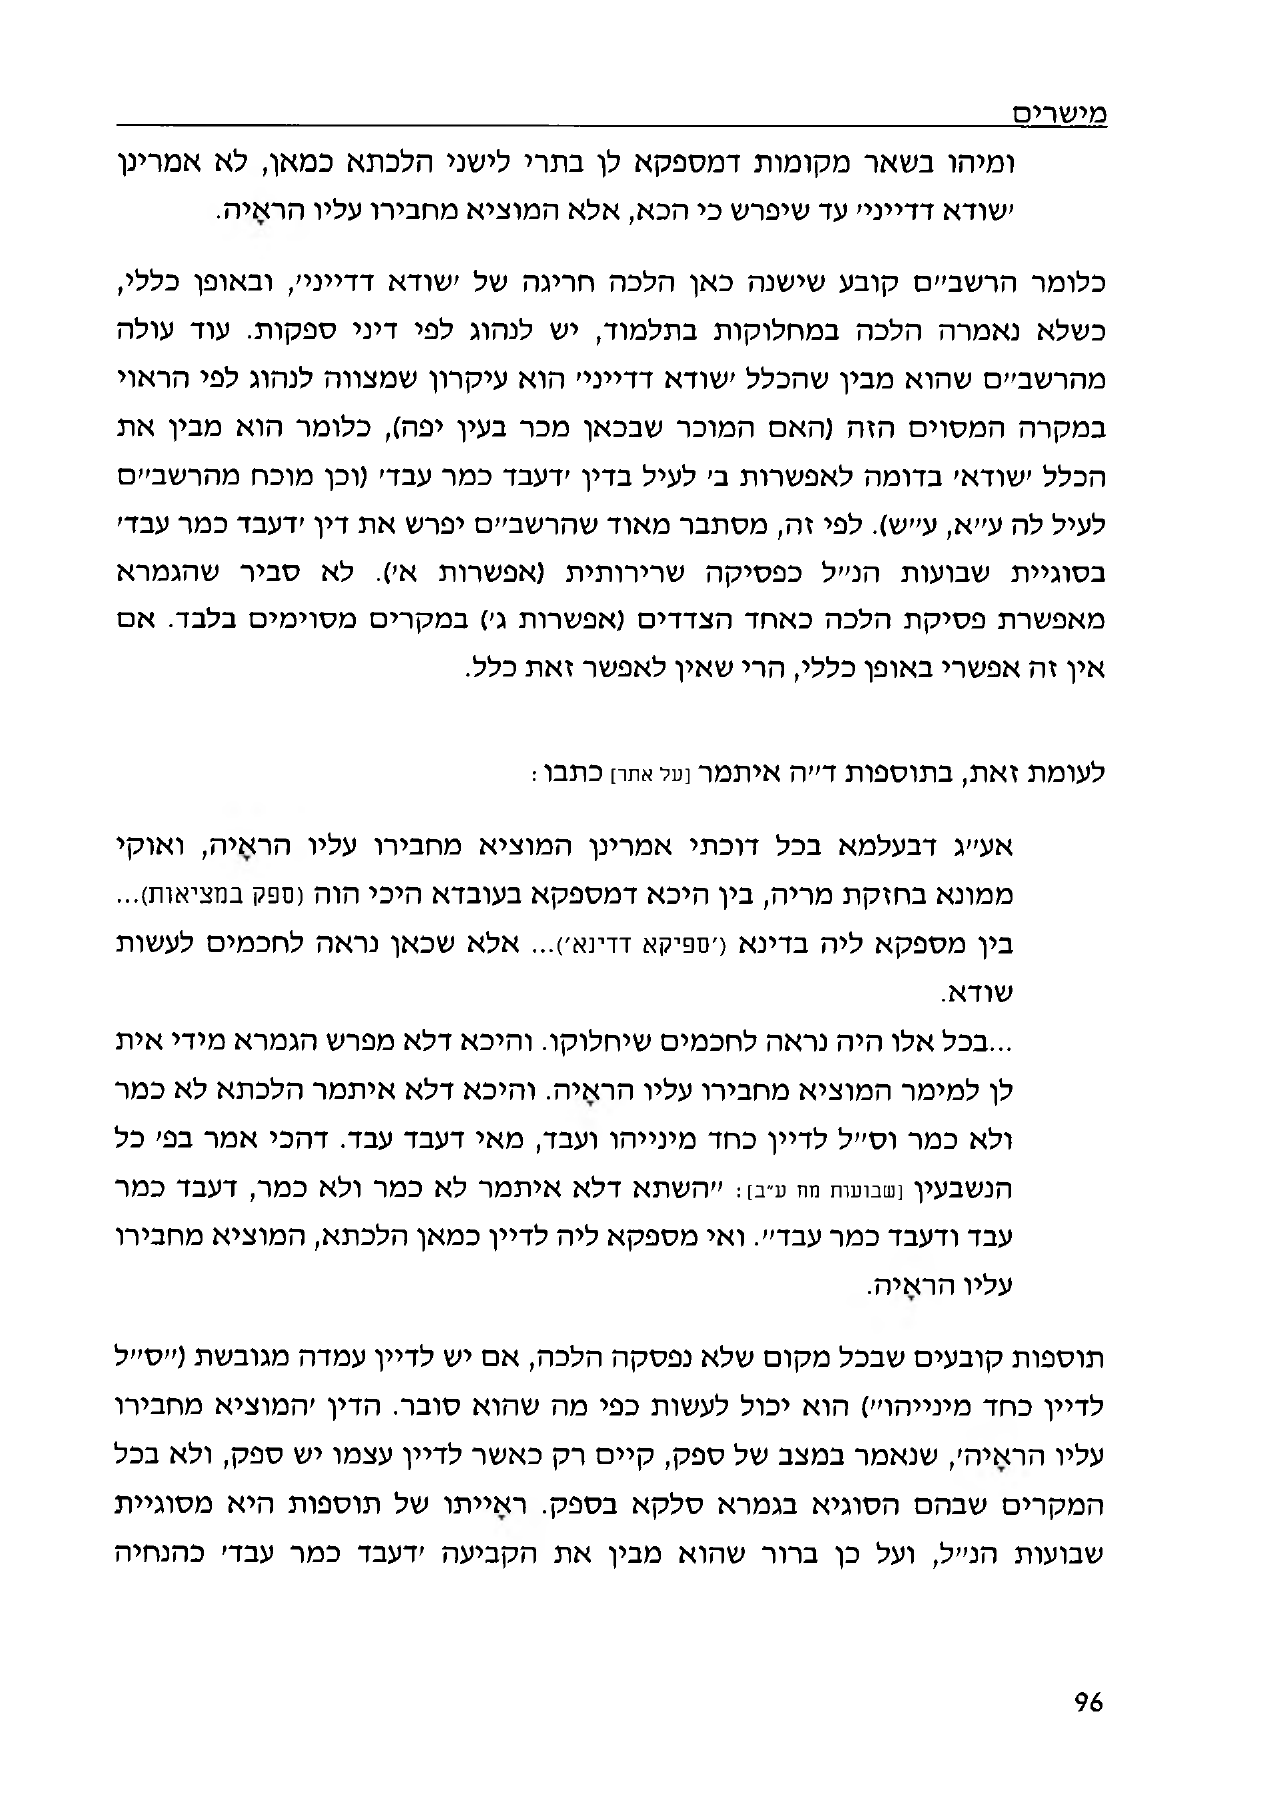 מישרים
ומיהו בשאר מקומות דמספקא לן בתרי לישני הלכתא כמאן, לא אמרינן
'שודא דדייני' עד שיפרש כי הכא, אלא המוציא מחבירו עליו הראָיה.
כלומר הרשב"ם קובע שישנה כאן הלכה חריגה של 'שודא דדייני', ובאופן כללי,
כשלא נאמרה הלכה במחלוקות בתלמוד, יש לנהוג לפי דיני ספקות. עוד עולה
מהרשב"ם שהוא מבין שהכלל 'שודא דדייני' הוא עיקרון שמצווה לנהוג לפי הראוי
במקרה המסוים הזה (האם המוכר שבכאן מכר בעין יפה), כלומר הוא מבין את
הכלל 'שודא' בדומה לאפשרות ב' לעיל בדין 'דעבד כמר עבד' (וכן מוכח מהרשב"ם
לעיל לה ע"א, ע"ש). לפי זה, מסתבר מאוד שהרשב"ם יפרש את דין 'דעבד כמר עבד'
בסוגיית שבועות הנ"ל כפסיקה שרירותית (אפשרות א'). לא סביר שהגמרא
מאפשרת פסיקת הלכה כאחד הצדדים (אפשרות ג') במקרים מסוימים בלבד. אם
אין זה אפשרי באופן כללי, הרי שאין לאפשר זאת כלל.
לעומת זאת, בתוספות ד"ה איתמר [על אתר] כתבו:
אע"ג דבעלמא בכל דוכתי אמרינן המוציא מחבירו עליו הראָיה, ואוקי
ממונא בחזקת מריה, בין היכא דמספקא בעובדא היכי הוה (ספק במציאות)...
בין מספקא ליה בדינא ('ספיקא דדינא')... אלא שכאן נראה לחכמים לעשות
שודא.
...בכל אלו היה נראה לחכמים שיחלוקו. והיכא דלא מפרש הגמרא מידי אית
לן למימר המוציא מחבירו עליו הראָיה. והיכא דלא איתמר הלכתא לא כמר
ולא כמר וס"ל לדיין כחד מינייהו ועבד, מאי דעבד עבד. דהכי אמר בפ' כל
הנשבעין [שבועות מח ע"ב]: "השתא דלא איתמר לא כמר ולא כמר, דעבד כמר
עבד ודעבד כמר עבד". ואי מספקא ליה לדיין כמאן הלכתא, המוציא מחבירו
עליו הראָיה.
תוספות קובעים שבכל מקום שלא נפסקה הלכה, אם יש לדיין עמדה מגובשת ("ס"ל
לדיין כחד מינייהו") הוא יכול לעשות כפי מה שהוא סובר. הדין 'המוציא מחבירו
עליו הראָיה', שנאמר במצב של ספק, קיים רק כאשר לדיין עצמו יש ספק, ולא בכל
המקרים שבהם הסוגיא בגמרא סלקא בספק. ראָייתו של תוספות היא מסוגיית
שבועות הנ"ל, ועל כן ברור שהוא מבין את הקביעה 'דעבד כמר עבד' כהנחיה
96